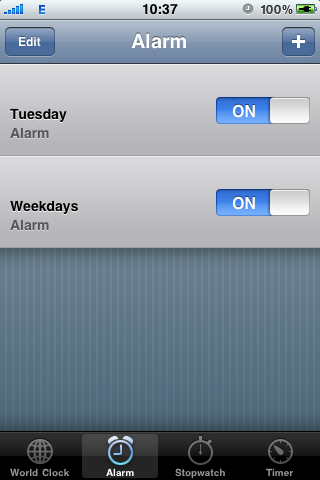 E 10:37 100%
Edit Alarm +
Tuesday ON
Alarm
Weekdays ON
Alarm
World Clock Alarm Stopwatch Timer